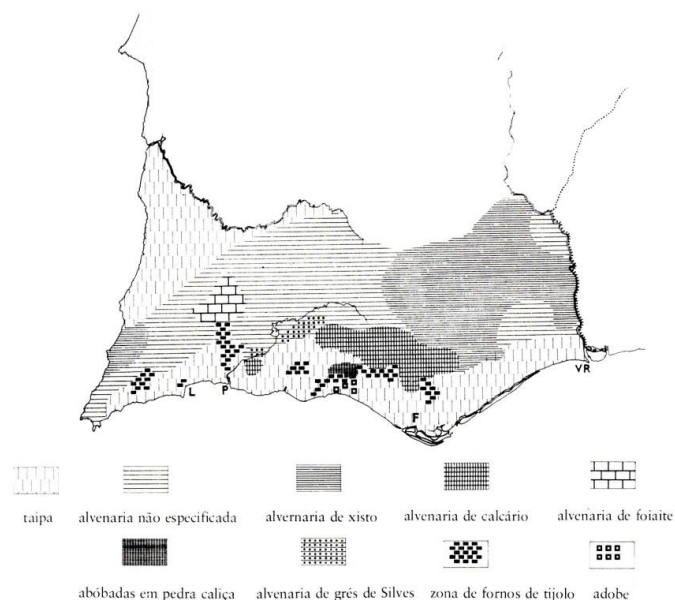 VR
L P
F
taipa alvenaria não especificada alvernaria de xisto alvenaria de calcário alvenaria de foiaite
abóbadas em pedra caliça alvenaria de grés de Silves zona de fornos de tijolo adobe